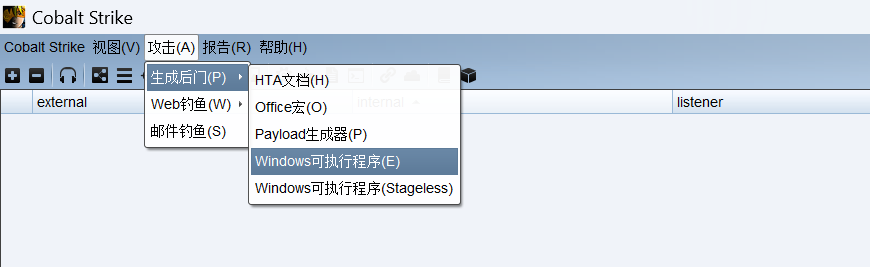 Cobalt Strike
Cobalt Strike 视图(V) 攻击(A) 报告(R) 帮助(H)
生成后门(P)
Web钓鱼(W)
邮件钓鱼(S)
HTA文档(H)
Office宏(O)
Payload生成器(P)
Windows可执行程序(E)
Windows可执行程序(Stageless)
external internal listener